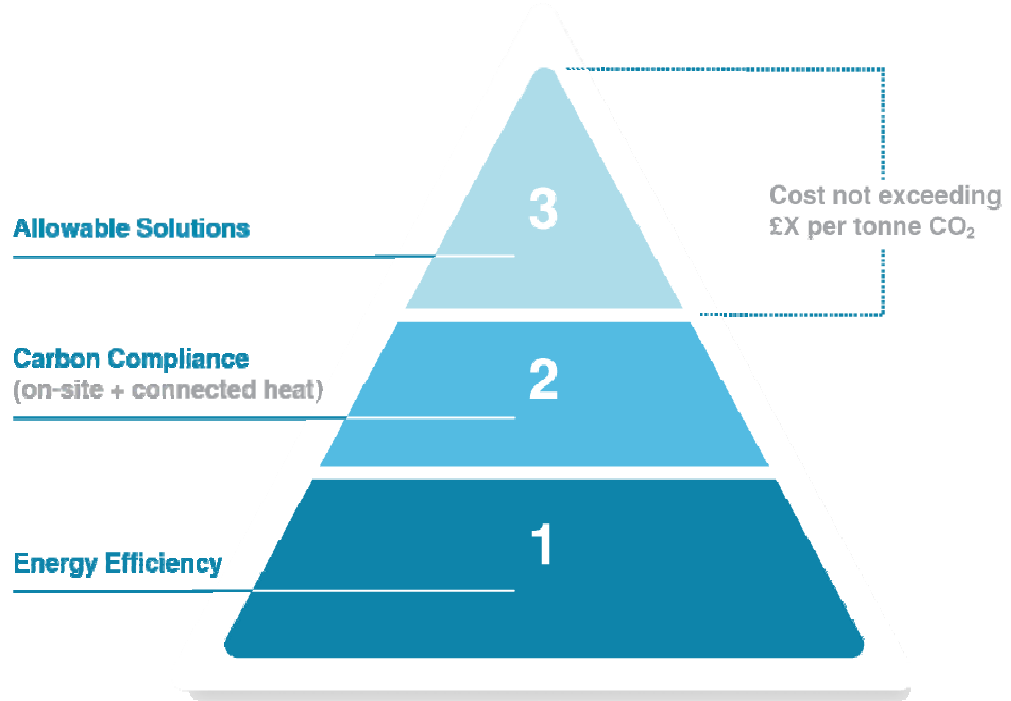 3
Cost not exceeding
£X per tonne CO₂
Allowable Solutions
Carbon Compliance
(on-site + connected heat)
2
1
Energy Efficiency